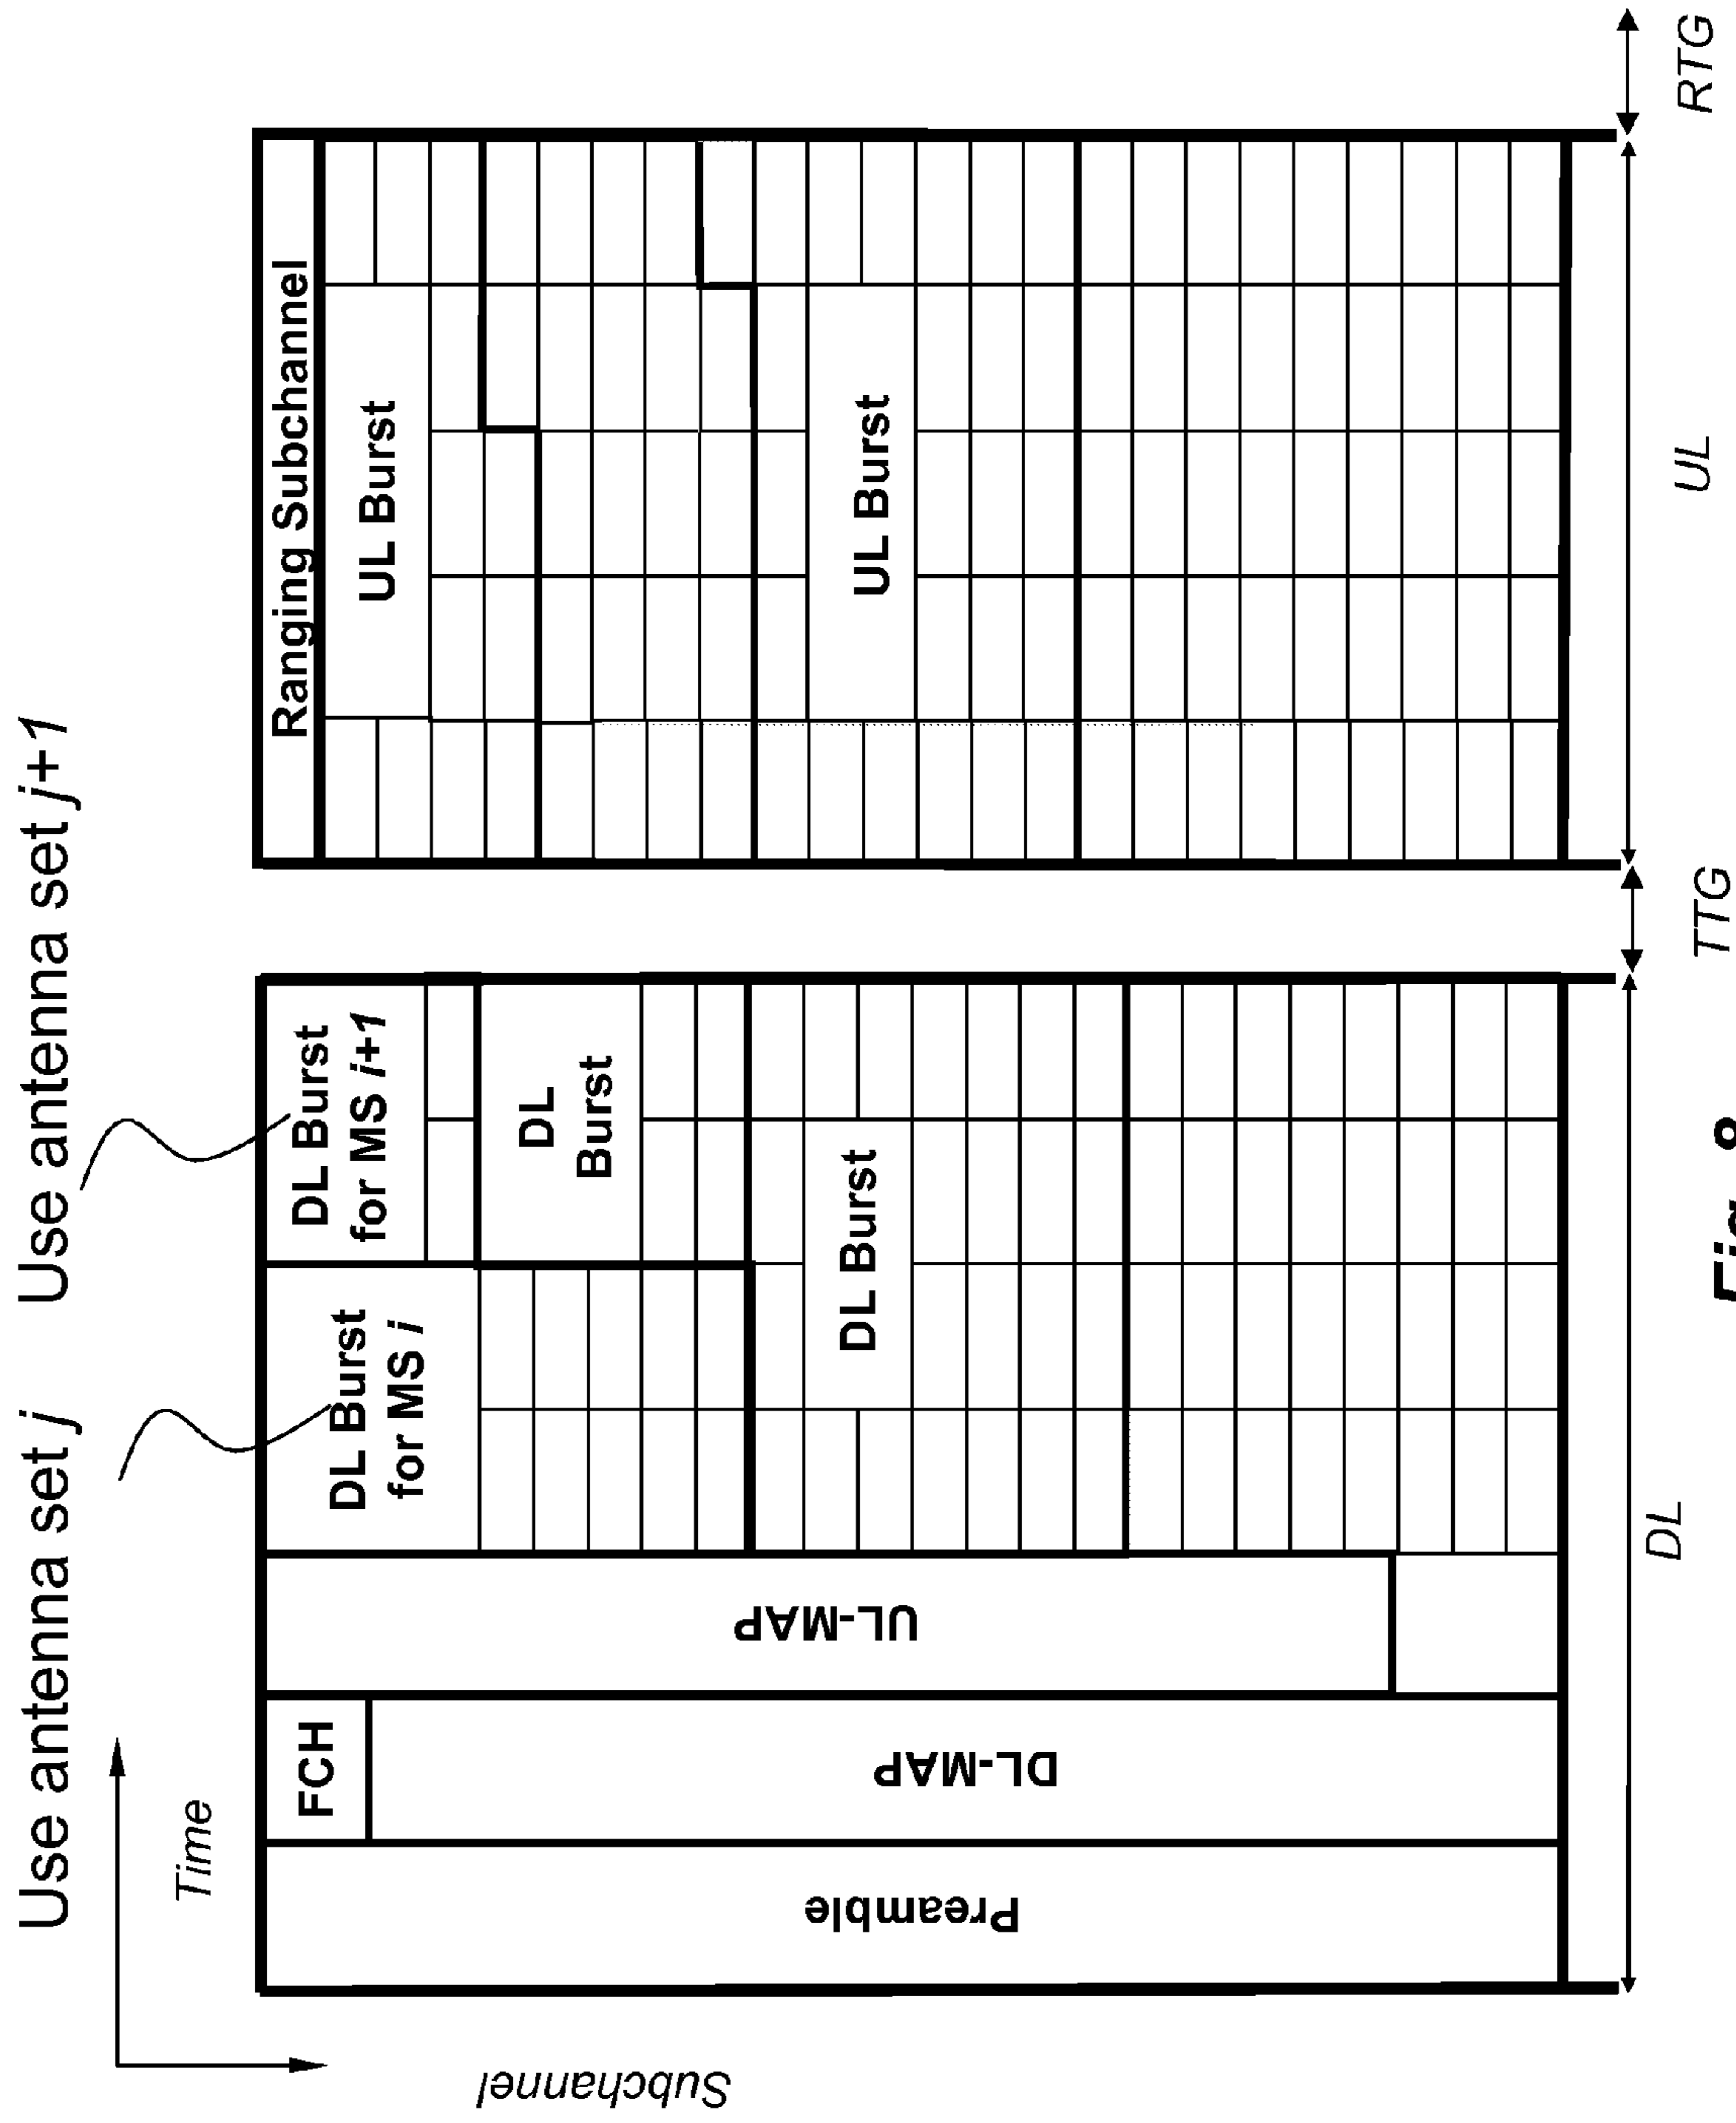 Use antenna set j
Use antenna set j+1
Time
Subchannel
Preamble
FCH
DL-MAP
UL-MAP
DL Burst
for MS i
DL Burst
for MS i+1
DL
Burst
DL Burst
Ranging Subchannel
UL Burst
UL Burst
DL
TTG
UL
RTG